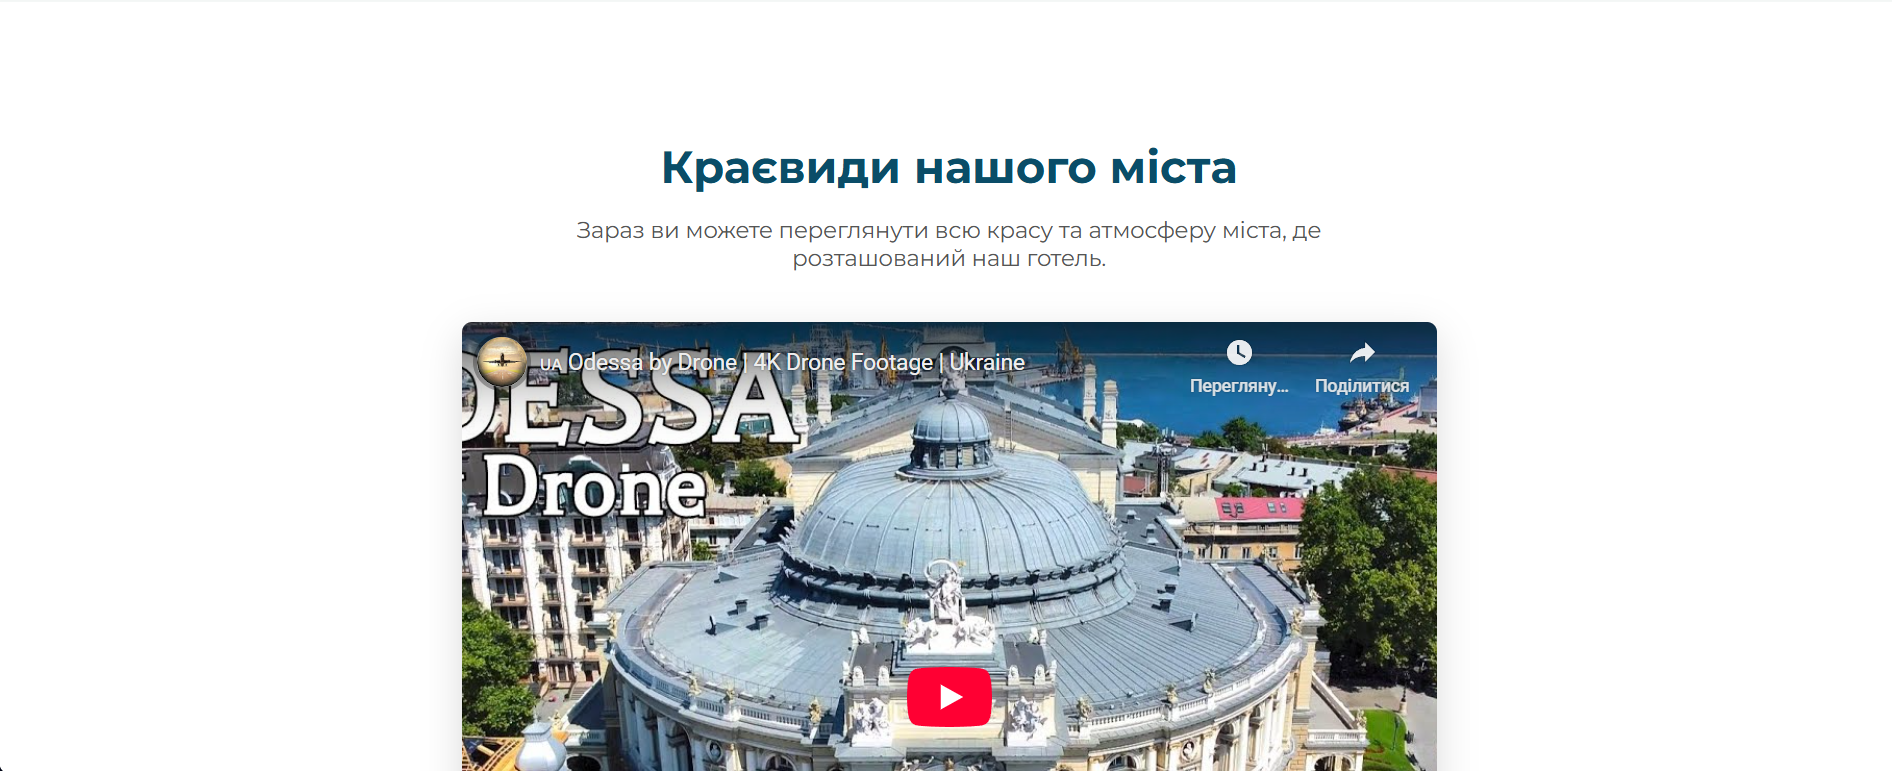 Краєвиди нашого міста
Зараз ви можете переглянути всю красу та атмосферу міста, де
розташований наш готель.
UA Odessa by Drone | 4K Drone Footage | Ukraine
Перегляну...
Поділитися
DESSA
Drone